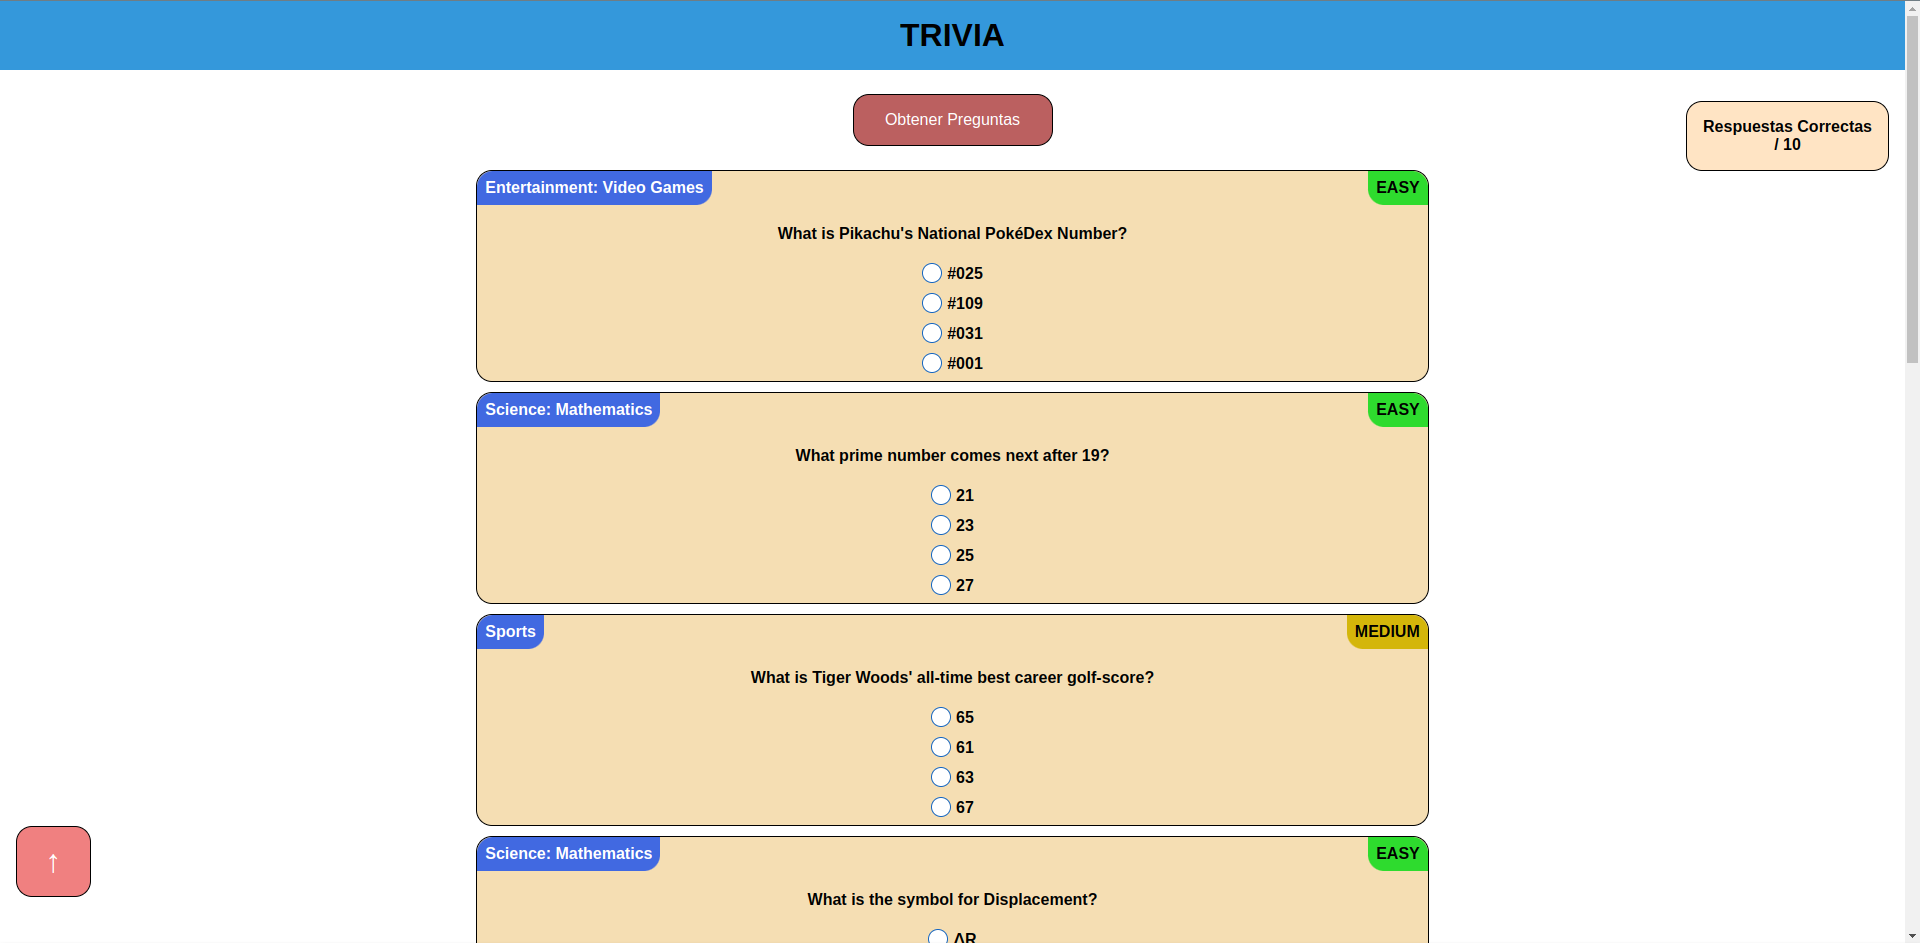 TRIVIA
Obtener Preguntas
Respuestas Correctas
/ 10
Entertainment: Video Games
EASY
What is Pikachu's National PokéDex Number?
#025
#109
#031
#001
Science: Mathematics
EASY
What prime number comes next after 19?
21
23
25
27
Sports
MEDIUM
What is Tiger Woods' all-time best career golf-score?
65
61
63
67
↑
Science: Mathematics
EASY
What is the symbol for Displacement?
ΔR